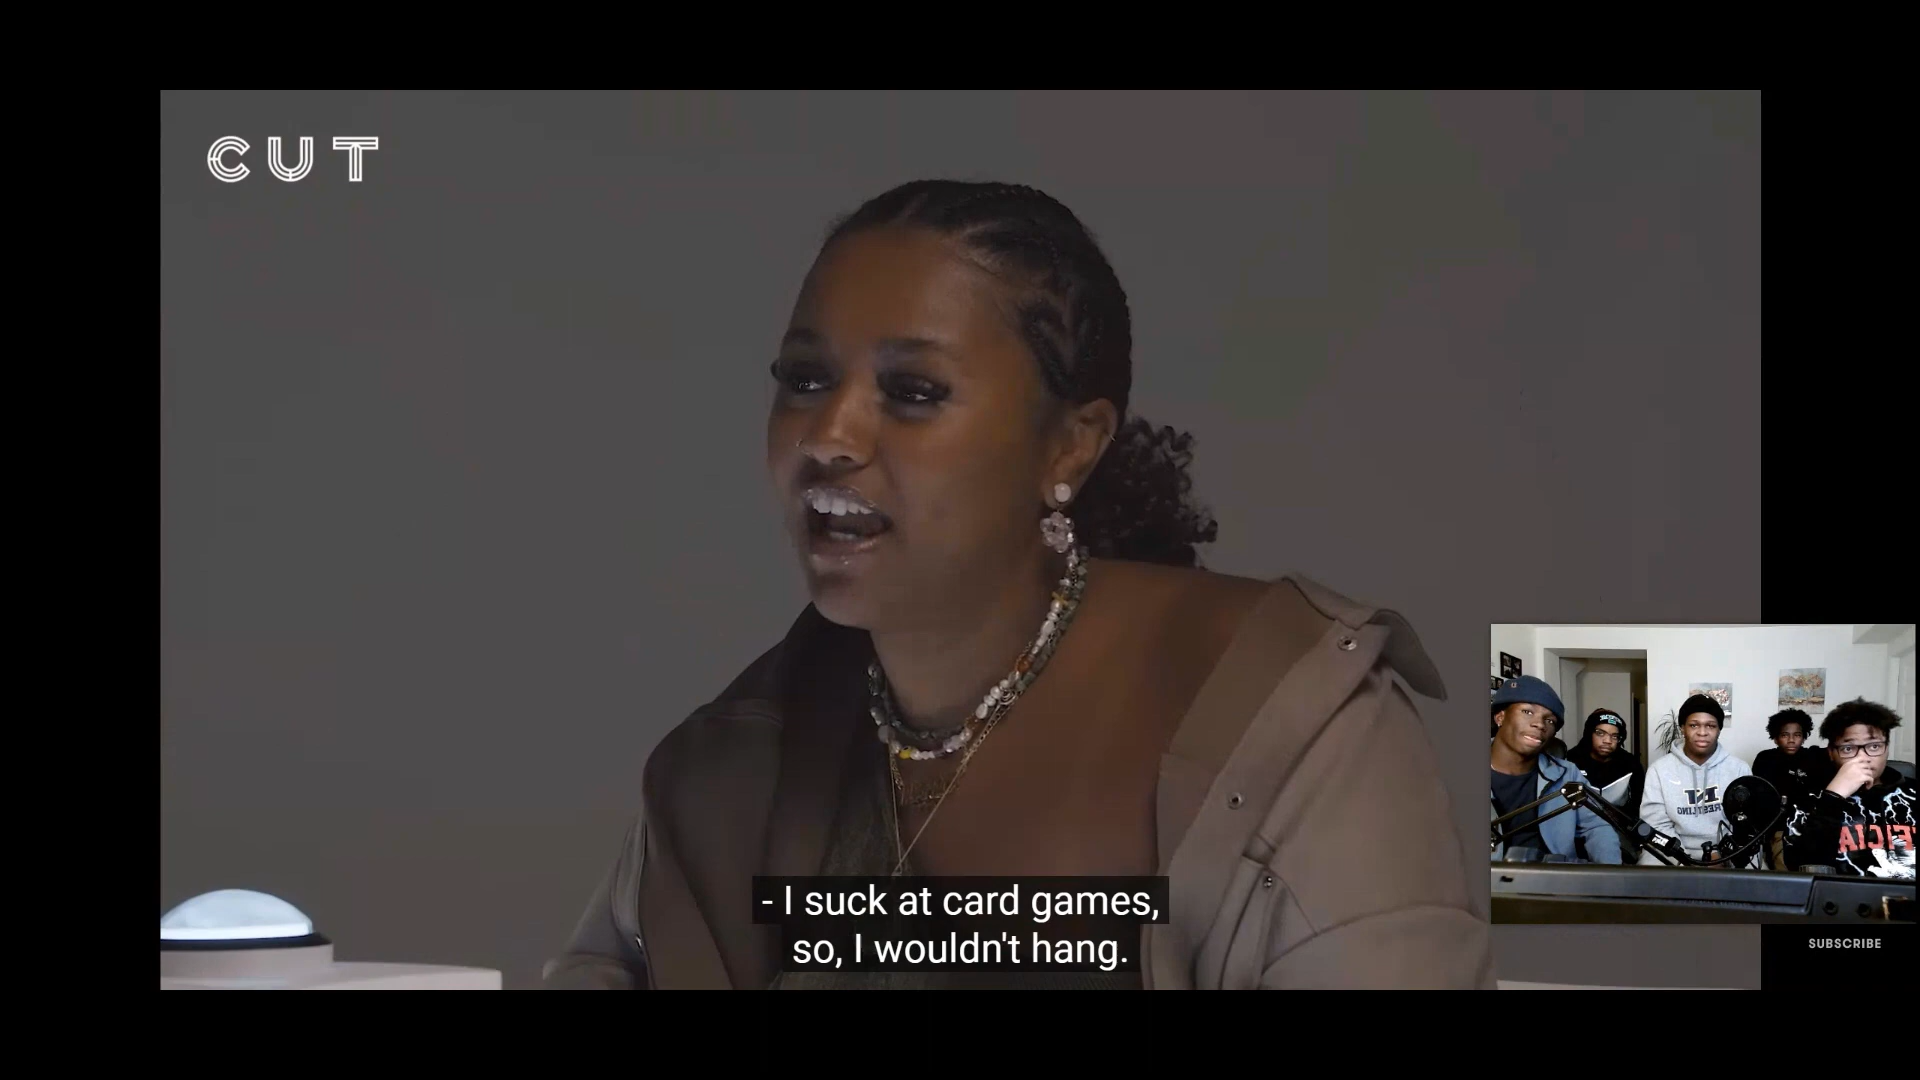 CUT
- I suck at card games,
so, I wouldn't hang.
SUBSCRIBE